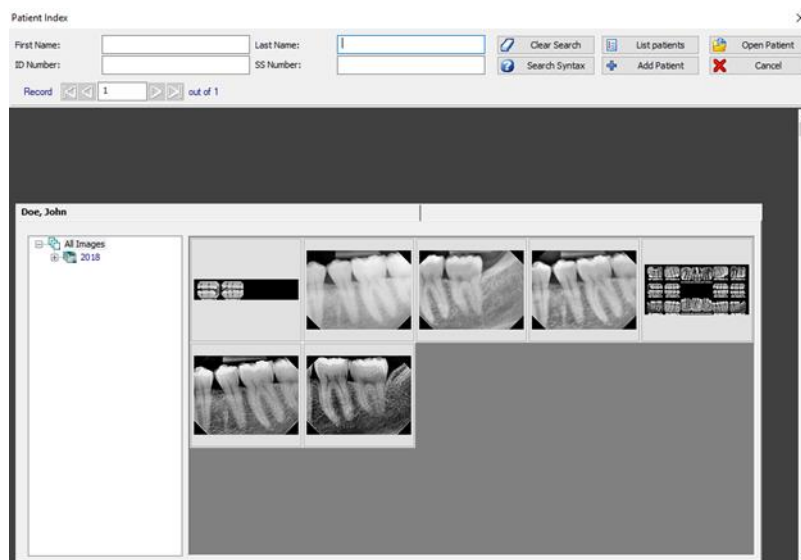 Patient Index
First Name:
Last Name:
Clear Search
List patients
Open Patient
ID Number:
SS Number:
Search Syntax
Add Patient
Cancel
Record 1 out of 1
Doe, John
All Images
2018